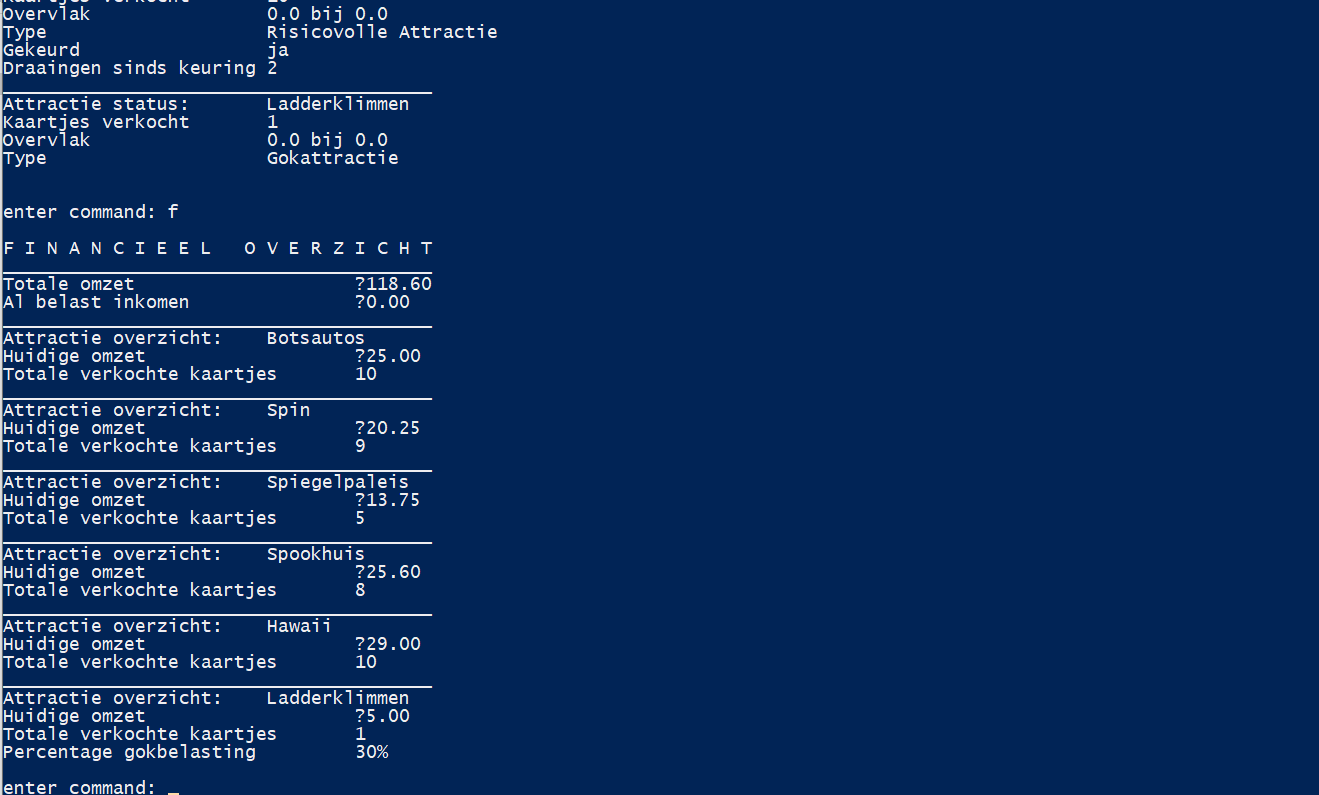 Kaartjes verkocht 10
Overvlak 0.0 bij 0.0
Type Risicovolle Attractie
Gekeurd ja
Draaingen sinds keuring 2
Attractie status: Ladderklimmen
Kaartjes verkocht 1
Overvlak 0.0 bij 0.0
Type Gokattractie
enter command: f
F I N A N C I E E L   O V E R Z I C H T
Totale omzet ?118.60
Al belast inkomen ?0.00
Attractie overzicht: Botsautos
Huidige omzet ?25.00
Totale verkochte kaartjes 10
Attractie overzicht: Spin
Huidige omzet ?20.25
Totale verkochte kaartjes 9
Attractie overzicht: Spiegelpaleis
Huidige omzet ?13.75
Totale verkochte kaartjes 5
Attractie overzicht: Spookhuis
Huidige omzet ?25.60
Totale verkochte kaartjes 8
Attractie overzicht: Hawaii
Huidige omzet ?29.00
Totale verkochte kaartjes 10
Attractie overzicht: Ladderklimmen
Huidige omzet ?5.00
Totale verkochte kaartjes 1
Percentage gokbelasting 30%
enter command: _